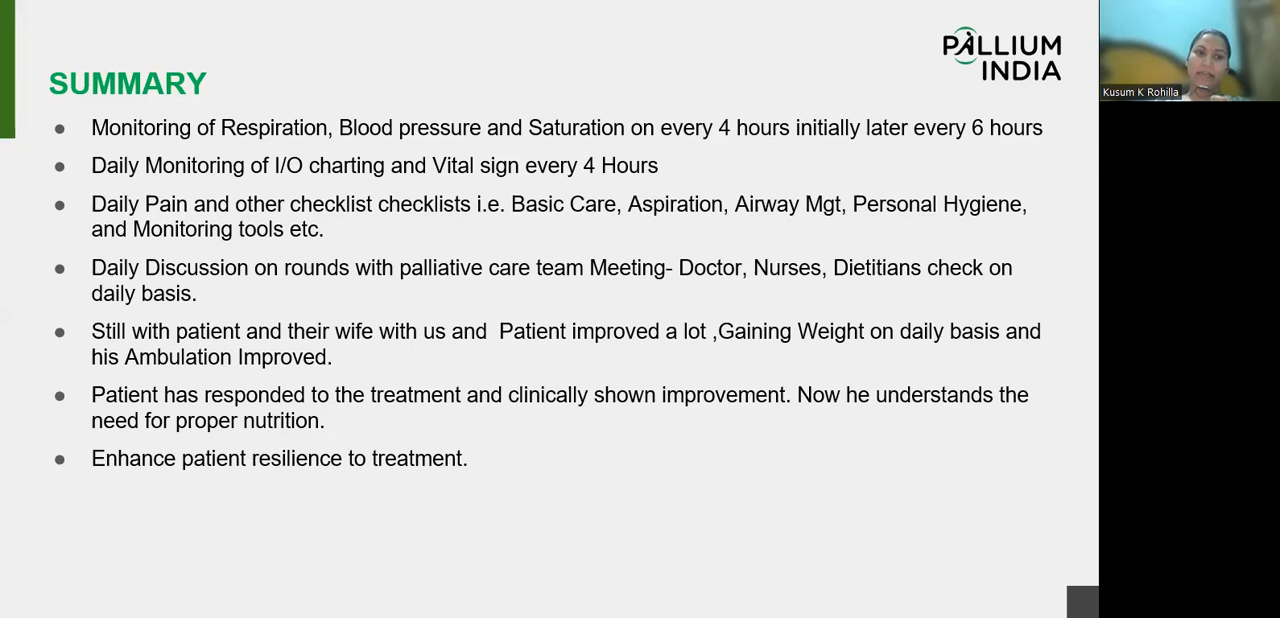 PALLIUM
INDIA
Kusum K Rohilla
SUMMARY
● Monitoring of Respiration, Blood pressure and Saturation on every 4 hours initially later every 6 hours
● Daily Monitoring of I/O charting and Vital sign every 4 Hours
● Daily Pain and other checklist checklists i.e. Basic Care, Aspiration, Airway Mgt, Personal Hygiene,
and Monitoring tools etc.
● Daily Discussion on rounds with palliative care team Meeting- Doctor, Nurses, Dietitians check on
daily basis.
● Still with patient and their wife with us and  Patient improved a lot ,Gaining Weight on daily basis and
his Ambulation Improved.
● Patient has responded to the treatment and clinically shown improvement. Now he understands the
need for proper nutrition.
● Enhance patient resilience to treatment.